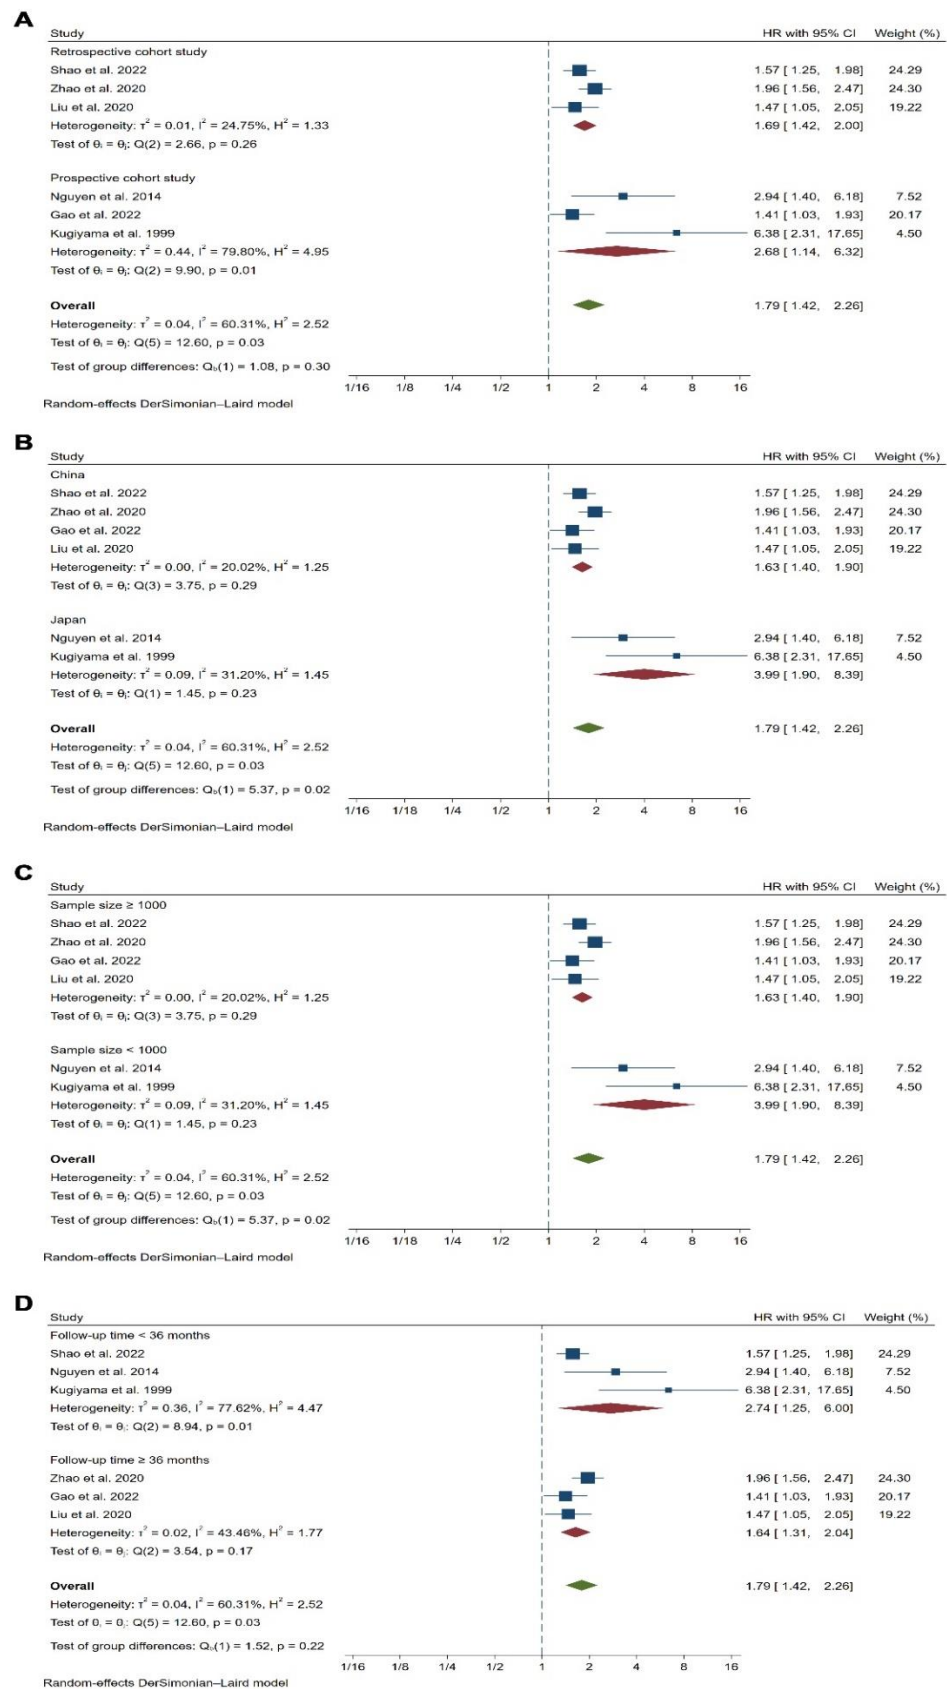 A
Study HR with 95% CI Weight (%)
Retrospective cohort study
Shao et al. 2022 1.57 [ 1.25, 1.98] 24.29
Zhao et al. 2020 1.96 [ 1.56, 2.47] 24.30
Liu et al. 2020 1.47 [ 1.05, 2.05] 19.22
Heterogeneity: τ² = 0.01, I² = 24.75%, H² = 1.33 1.69 [ 1.42, 2.00]
Test of θᵢ = θⱼ: Q(2) = 2.66, p = 0.26
Prospective cohort study
Nguyen et al. 2014 2.94 [ 1.40, 6.18] 7.52
Gao et al. 2022 1.41 [ 1.03, 1.93] 20.17
Kugiyama et al. 1999 6.38 [ 2.31, 17.65] 4.50
Heterogeneity: τ² = 0.44, I² = 79.80%, H² = 4.95 2.68 [ 1.14, 6.32]
Test of θᵢ = θⱼ: Q(2) = 9.90, p = 0.01
Overall 1.79 [ 1.42, 2.26]
Heterogeneity: τ² = 0.04, I² = 60.31%, H² = 2.52
Test of θᵢ = θⱼ: Q(5) = 12.60, p = 0.03
Test of group differences: Q_b(1) = 1.08, p = 0.30
1/16 1/8 1/4 1/2 1 2 4 8 16
Random-effects DerSimonian–Laird model
B
Study HR with 95% CI Weight (%)
China
Shao et al. 2022 1.57 [ 1.25, 1.98] 24.29
Zhao et al. 2020 1.96 [ 1.56, 2.47] 24.30
Gao et al. 2022 1.41 [ 1.03, 1.93] 20.17
Liu et al. 2020 1.47 [ 1.05, 2.05] 19.22
Heterogeneity: τ² = 0.00, I² = 20.02%, H² = 1.25 1.63 [ 1.40, 1.90]
Test of θᵢ = θⱼ: Q(3) = 3.75, p = 0.29
Japan
Nguyen et al. 2014 2.94 [ 1.40, 6.18] 7.52
Kugiyama et al. 1999 6.38 [ 2.31, 17.65] 4.50
Heterogeneity: τ² = 0.09, I² = 31.20%, H² = 1.45 3.99 [ 1.90, 8.39]
Test of θᵢ = θⱼ: Q(1) = 1.45, p = 0.23
Overall 1.79 [ 1.42, 2.26]
Heterogeneity: τ² = 0.04, I² = 60.31%, H² = 2.52
Test of θᵢ = θⱼ: Q(5) = 12.60, p = 0.03
Test of group differences: Q_b(1) = 5.37, p = 0.02
1/16 1/18 1/4 1/2 1 2 4 8 16
Random-effects DerSimonian–Laird model
C
Study HR with 95% CI Weight (%)
Sample size ≥ 1000
Shao et al. 2022 1.57 [ 1.25, 1.98] 24.29
Zhao et al. 2020 1.96 [ 1.56, 2.47] 24.30
Gao et al. 2022 1.41 [ 1.03, 1.93] 20.17
Liu et al. 2020 1.47 [ 1.05, 2.05] 19.22
Heterogeneity: τ² = 0.00, I² = 20.02%, H² = 1.25 1.63 [ 1.40, 1.90]
Test of θᵢ = θⱼ: Q(3) = 3.75, p = 0.29
Sample size < 1000
Nguyen et al. 2014 2.94 [ 1.40, 6.18] 7.52
Kugiyama et al. 1999 6.38 [ 2.31, 17.65] 4.50
Heterogeneity: τ² = 0.09, I² = 31.20%, H² = 1.45 3.99 [ 1.90, 8.39]
Test of θᵢ = θⱼ: Q(1) = 1.45, p = 0.23
Overall 1.79 [ 1.42, 2.26]
Heterogeneity: τ² = 0.04, I² = 60.31%, H² = 2.52
Test of θᵢ = θⱼ: Q(5) = 12.60, p = 0.03
Test of group differences: Q_b(1) = 5.37, p = 0.02
1/16 1/18 1/4 1/2 1 2 4 8 16
Random-effects DerSimonian–Laird model
D
Study HR with 95% CI Weight (%)
Follow-up time < 36 months
Shao et al. 2022 1.57 [ 1.25, 1.98] 24.29
Nguyen et al. 2014 2.94 [ 1.40, 6.18] 7.52
Kugiyama et al. 1999 6.38 [ 2.31, 17.65] 4.50
Heterogeneity: τ² = 0.36, I² = 77.62%, H² = 4.47 2.74 [ 1.25, 6.00]
Test of θᵢ = θⱼ: Q(2) = 8.94, p = 0.01
Follow-up time ≥ 36 months
Zhao et al. 2020 1.96 [ 1.56, 2.47] 24.30
Gao et al. 2022 1.41 [ 1.03, 1.93] 20.17
Liu et al. 2020 1.47 [ 1.05, 2.05] 19.22
Heterogeneity: τ² = 0.02, I² = 43.46%, H² = 1.77 1.64 [ 1.31, 2.04]
Test of θᵢ = θⱼ: Q(2) = 3.54, p = 0.17
Overall 1.79 [ 1.42, 2.26]
Heterogeneity: τ² = 0.04, I² = 60.31%, H² = 2.52
Test of θᵢ = θⱼ: Q(5) = 12.60, p = 0.03
Test of group differences: Q_b(1) = 1.52, p = 0.22
1/16 1/8 1/4 1/2 1 2 4 8 16
Random-effects DerSimonian–Laird model